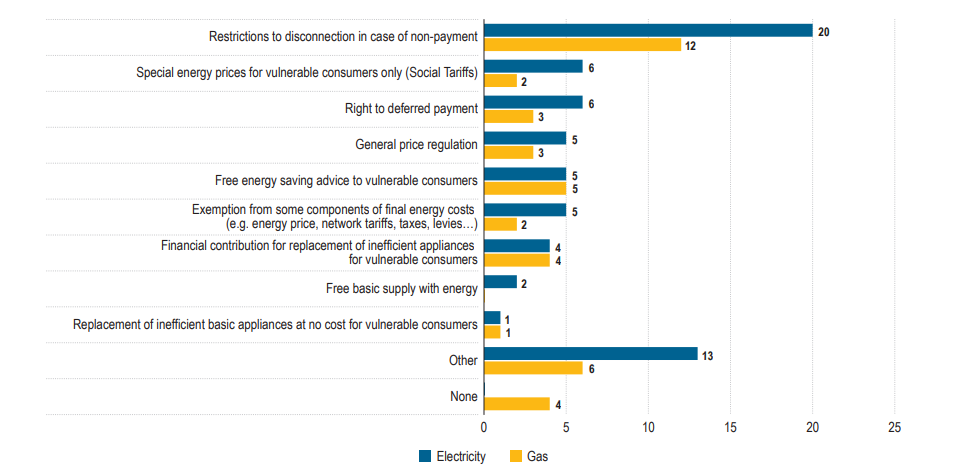 Restrictions to disconnection in case of non-payment
20
12
Special energy prices for vulnerable consumers only (Social Tariffs)
6
2
Right to deferred payment
6
3
General price regulation
5
3
Free energy saving advice to vulnerable consumers
5
5
Exemption from some components of final energy costs
(e.g. energy price, network tariffs, taxes, levies…)
5
2
Financial contribution for replacement of inefficient appliances
for vulnerable consumers
4
4
Free basic supply with energy
2
Replacement of inefficient basic appliances at no cost for vulnerable consumers
1
1
Other
13
6
None
4
0 5 10 15 20 25
Electricity Gas